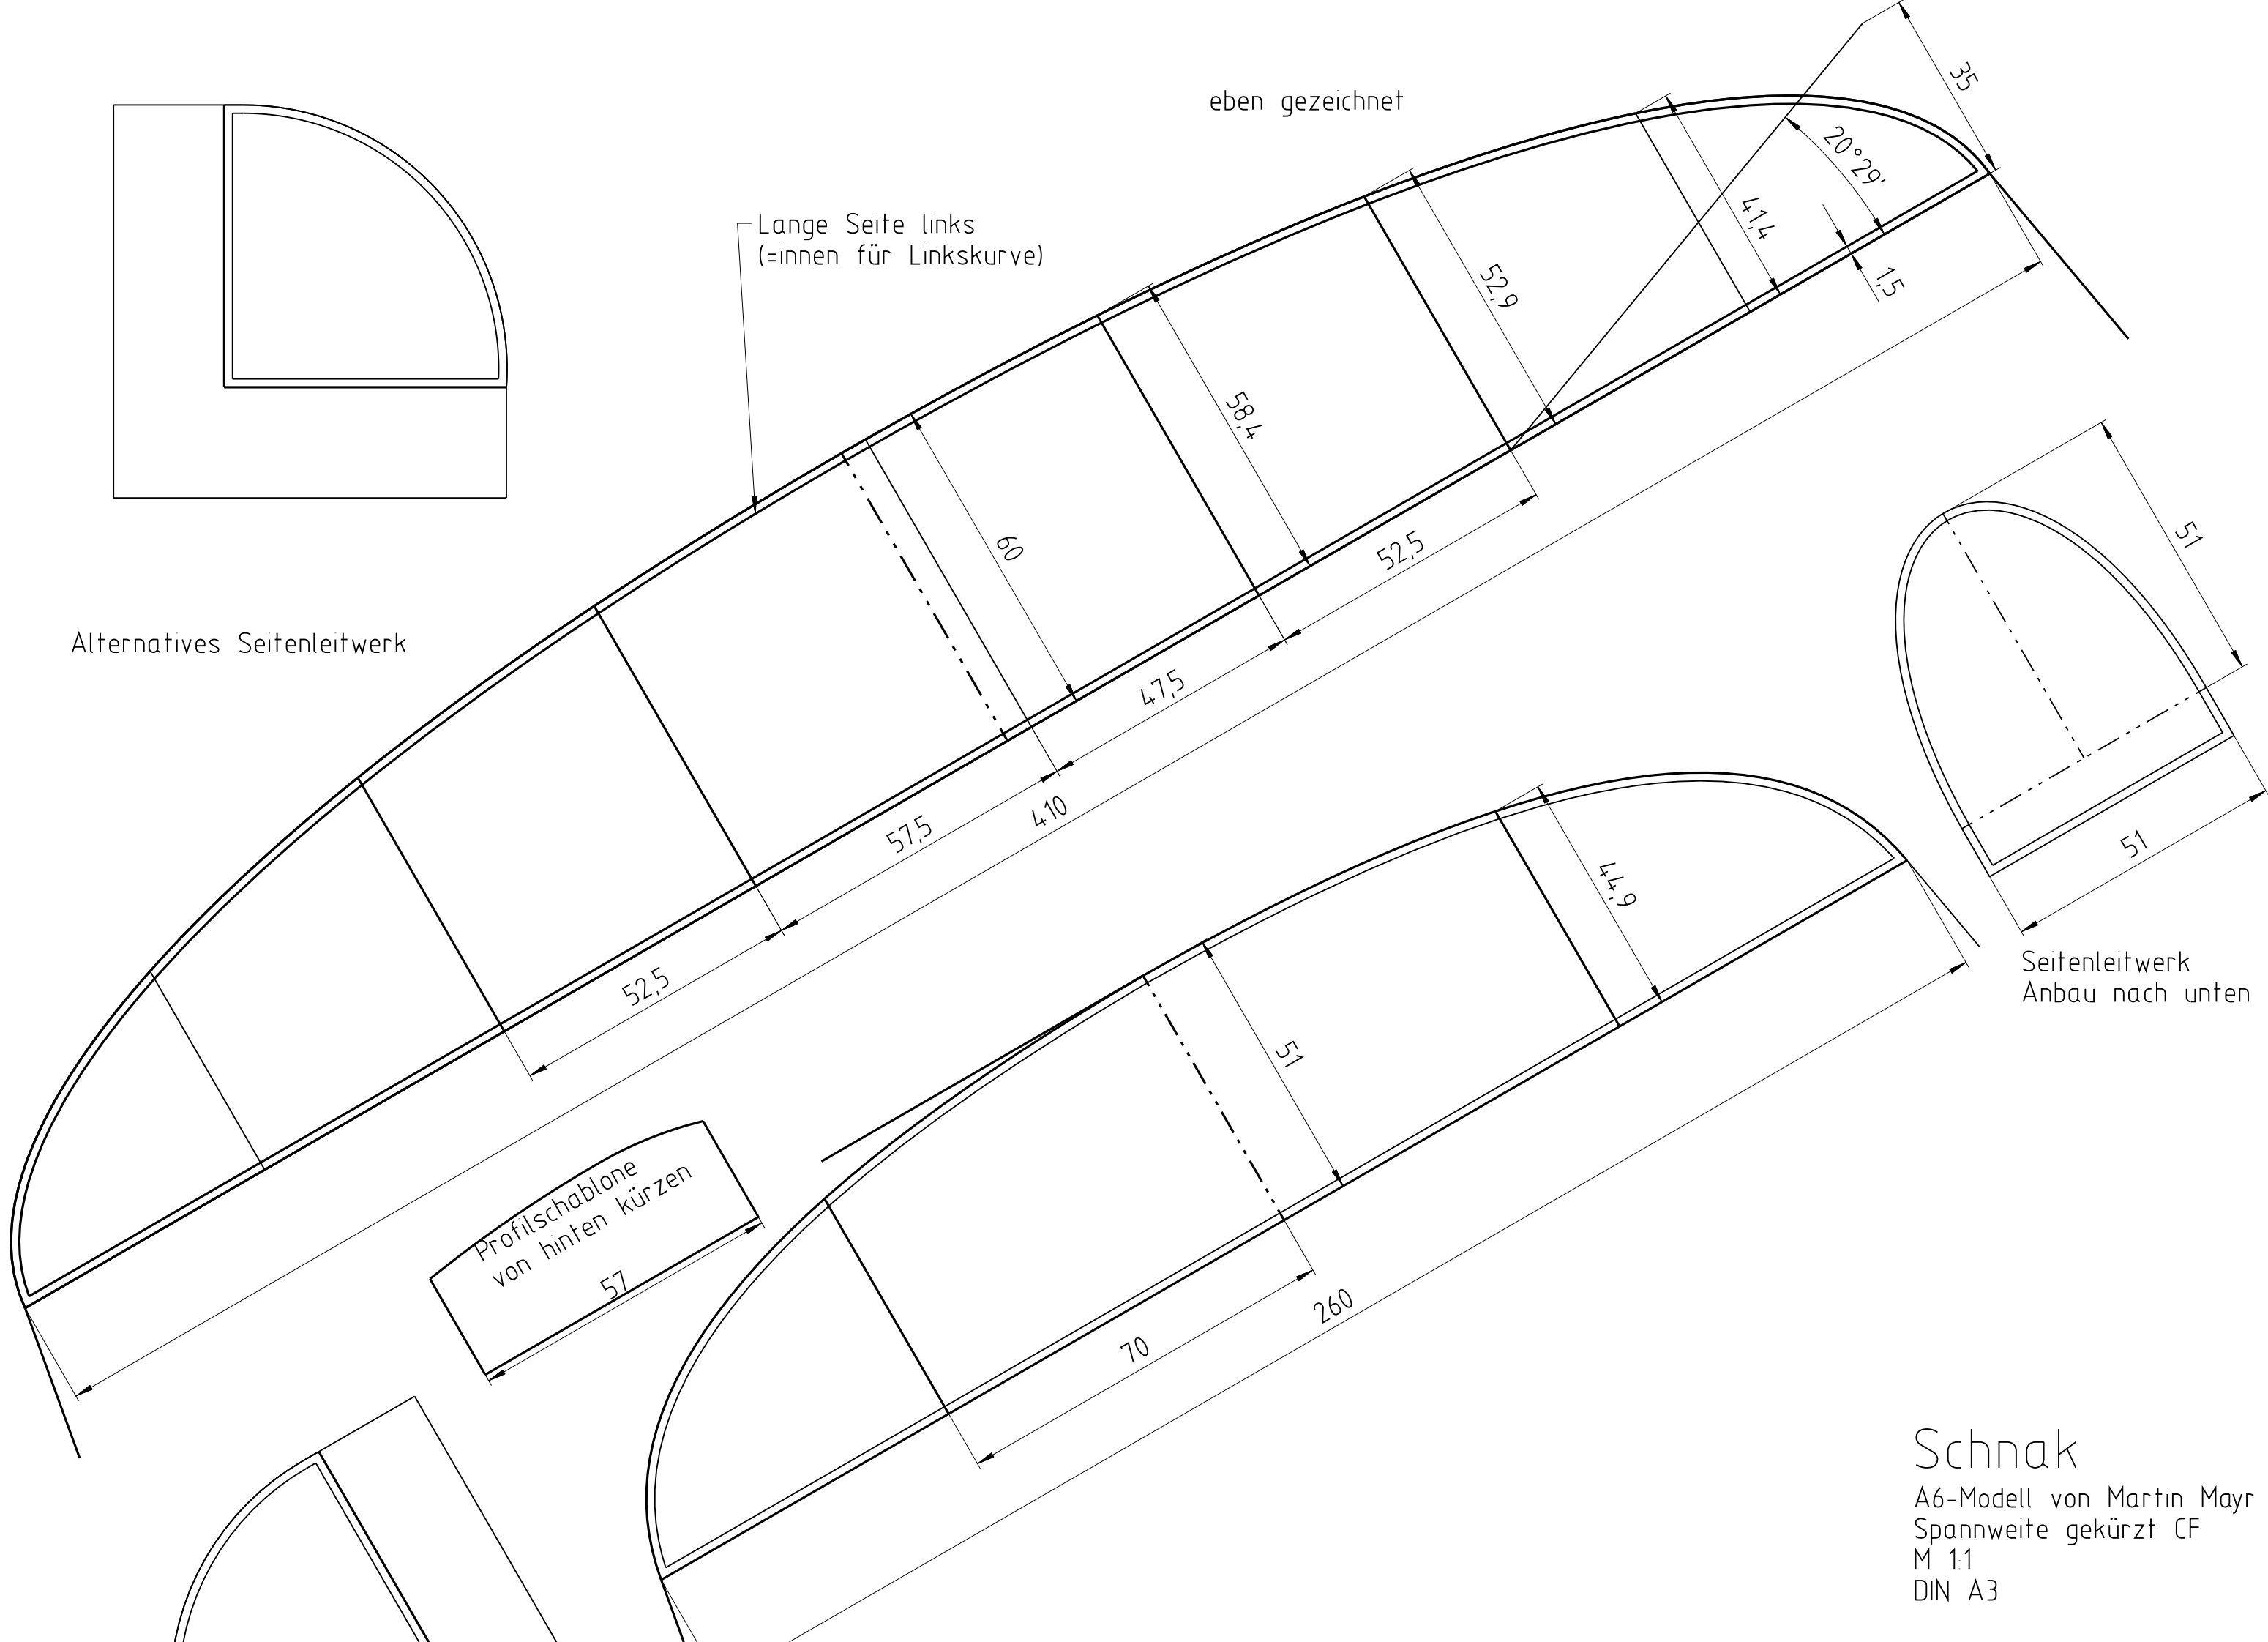 35
eben gezeichnet
20°29'
Lange Seite links
(=innen für Linkskurve)
41,4
52,9
1,5
58,4
51
60
52,5
Alternatives Seitenleitwerk
47,5
57,5
410
51
44,9
Seitenleitwerk
Anbau nach unten
52,5
51
Profilschablone
von hinten kürzen
57
260
70
Schnak
A6-Modell von Martin Mayr
Spannweite gekürzt CF
M 1:1
DIN A3